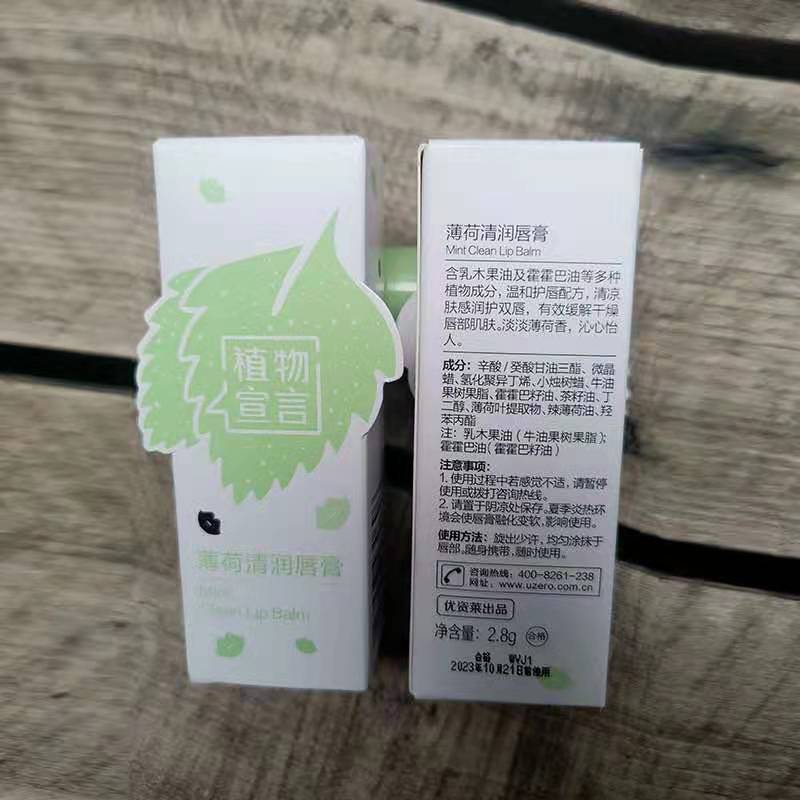 植物
宣言
薄荷清润唇膏
Mint
Clean Lip Balm
薄荷清润唇膏
Mint Clean Lip Balm
含乳木果油及霍霍巴油等多种
植物成分，温和护唇配方，清凉
肤感润护双唇，有效缓解干燥
唇部肌肤。淡淡薄荷香，沁心怡
人。
成分：辛酸/癸酸甘油三酯、微晶
蜡、氢化聚异丁烯、小烛树蜡、牛油
果树果脂、霍霍巴籽油、茶籽油、丁
二醇、薄荷叶提取物、辣薄荷油、羟
苯丙酯
注：乳木果油（牛油果树果脂）；
霍霍巴油（霍霍巴籽油）
注意事项：
1. 使用过程中若感觉不适，请暂停
使用或拨打咨询热线。
2. 请置于阴凉处保存。夏季炎热环
境会使唇膏融化变软，影响使用。
使用方法：旋出少许，均匀涂抹于
唇部。随身携带，随时使用。
咨询热线：400-8261-238
网址：www.uzero.com.cn
优资莱出品
净含量：2.8g 合格
合格 WVJ1
2023年10月21日前使用